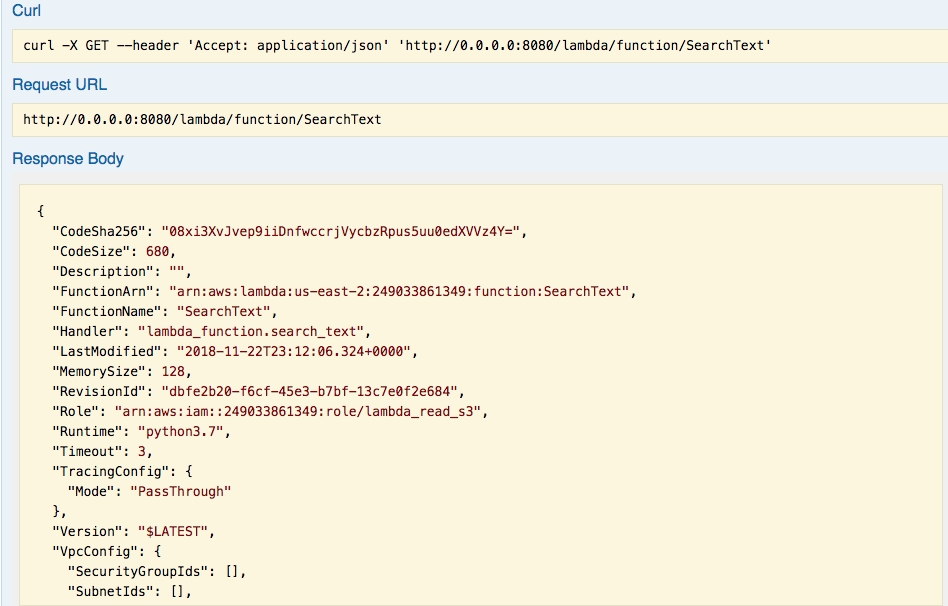 Curl
curl -X GET --header 'Accept: application/json' 'http://0.0.0.0:8080/lambda/function/SearchText'
Request URL
http://0.0.0.0:8080/lambda/function/SearchText
Response Body
{
  "CodeSha256": "08xi3XvJvep9iiDnfwccrjVycbzRpus5uu0edXVVz4Y=",
  "CodeSize": 680,
  "Description": "",
  "FunctionArn": "arn:aws:lambda:us-east-2:249033861349:function:SearchText",
  "FunctionName": "SearchText",
  "Handler": "lambda_function.search_text",
  "LastModified": "2018-11-22T23:12:06.324+0000",
  "MemorySize": 128,
  "RevisionId": "dbfe2b20-f6cf-45e3-b7bf-13c7e0f2e684",
  "Role": "arn:aws:iam::249033861349:role/lambda_read_s3",
  "Runtime": "python3.7",
  "Timeout": 3,
  "TracingConfig": {
    "Mode": "PassThrough"
  },
  "Version": "$LATEST",
  "VpcConfig": {
    "SecurityGroupIds": [],
    "SubnetIds": [],